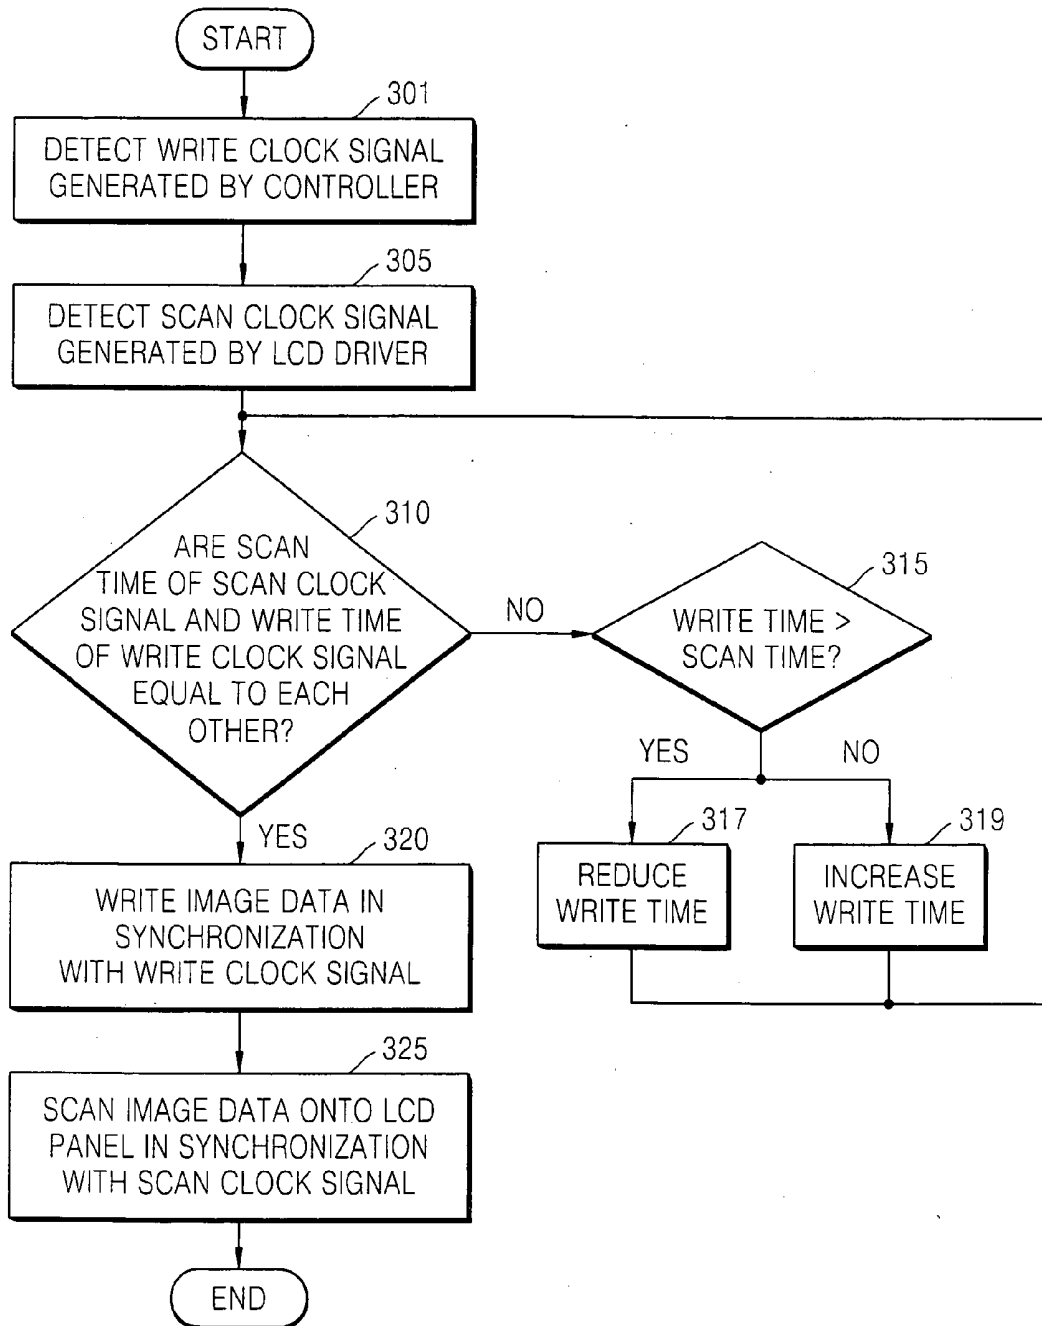 START
301
DETECT WRITE CLOCK SIGNAL
GENERATED BY CONTROLLER
305
DETECT SCAN CLOCK SIGNAL
GENERATED BY LCD DRIVER
310
ARE SCAN
TIME OF SCAN CLOCK
SIGNAL AND WRITE TIME
OF WRITE CLOCK SIGNAL
EQUAL TO EACH
OTHER?
NO
315
WRITE TIME >
SCAN TIME?
YES
NO
317
REDUCE
WRITE TIME
319
INCREASE
WRITE TIME
YES
320
WRITE IMAGE DATA IN
SYNCHRONIZATION
WITH WRITE CLOCK SIGNAL
325
SCAN IMAGE DATA ONTO LCD
PANEL IN SYNCHRONIZATION
WITH SCAN CLOCK SIGNAL
END